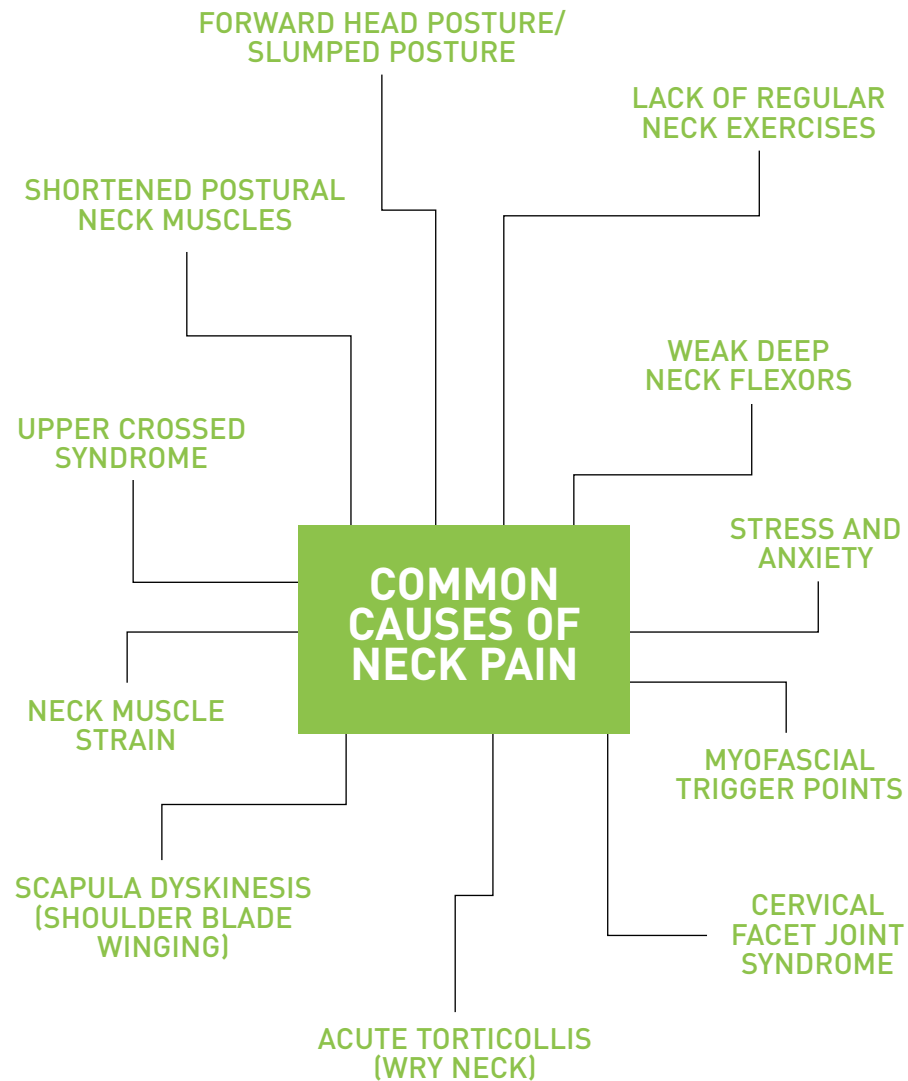 FORWARD HEAD POSTURE/
SLUMPED POSTURE
LACK OF REGULAR
NECK EXERCISES
SHORTENED POSTURAL
NECK MUSCLES
WEAK DEEP
NECK FLEXORS
UPPER CROSSED
SYNDROME
STRESS AND
ANXIETY
COMMON
CAUSES OF
NECK PAIN
NECK MUSCLE
STRAIN
MYOFASCIAL
TRIGGER POINTS
SCAPULA DYSKINESIS
(SHOULDER BLADE
WINGING)
CERVICAL
FACET JOINT
SYNDROME
ACUTE TORTICOLLIS
(WRY NECK)